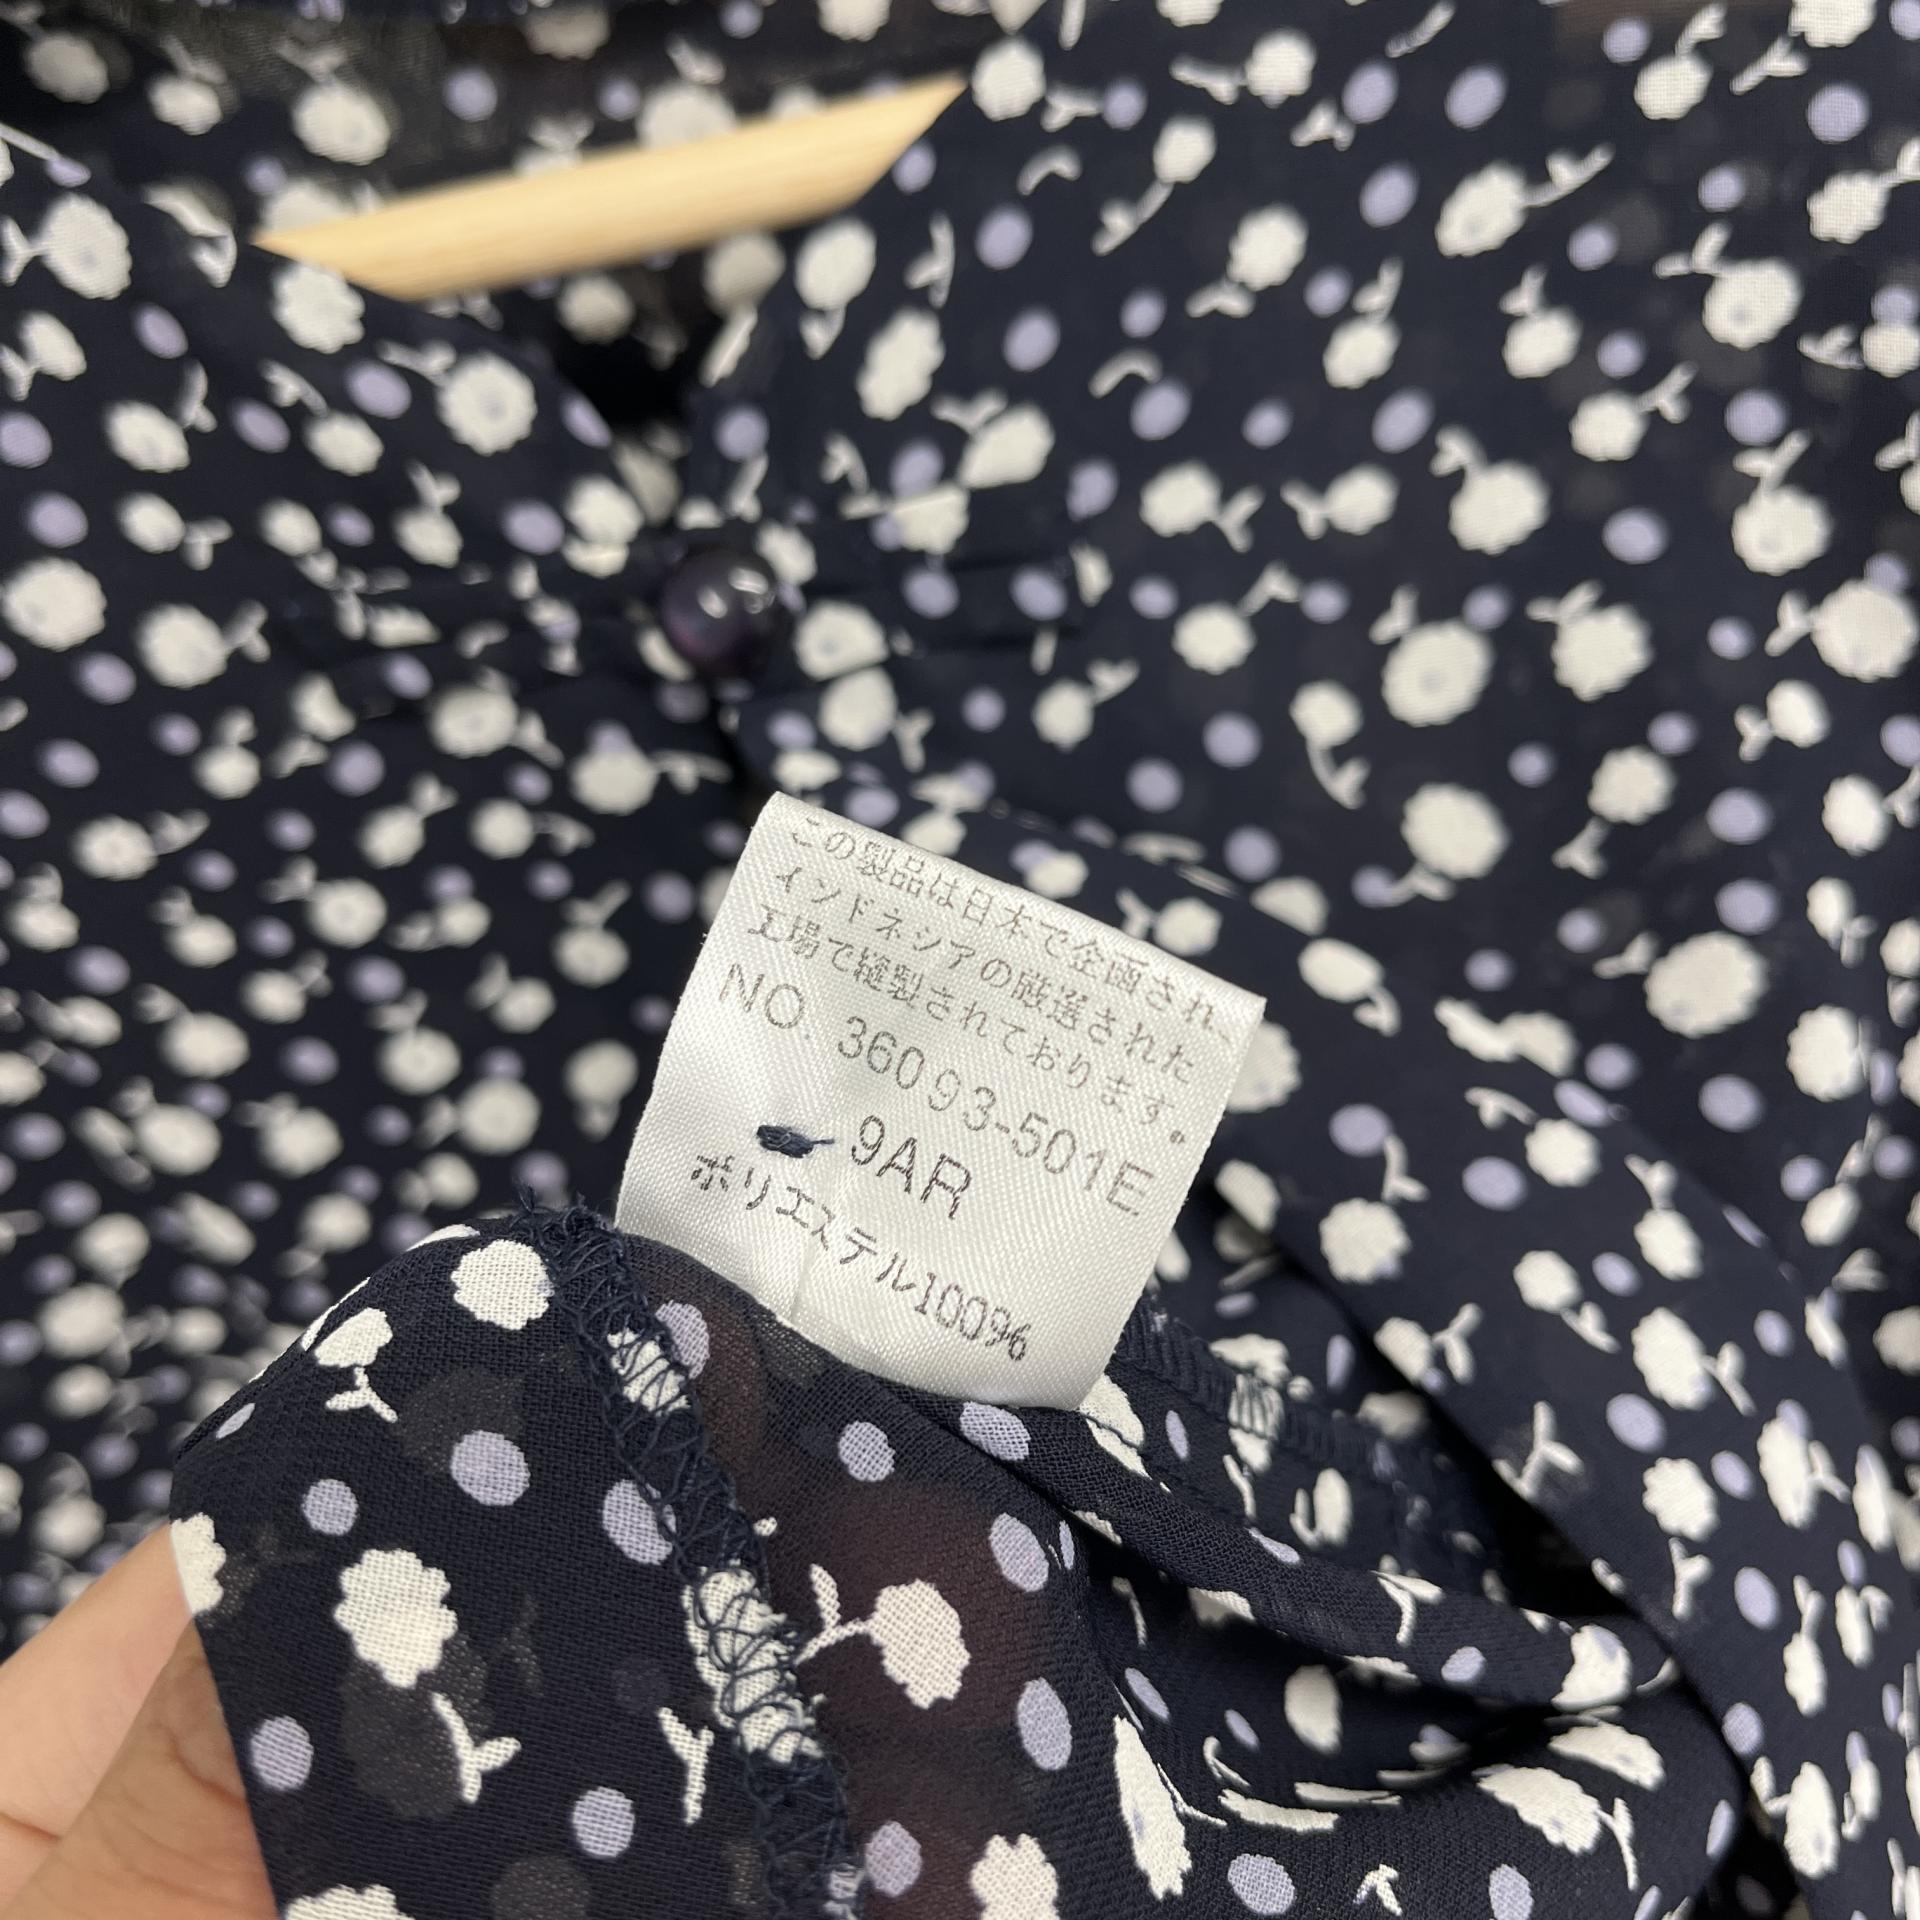 この製品は日本で企画され、
インドネシアの厳選された
工場で縫製されております。
NO. 36093-501E
9AR
ポリエステル100%